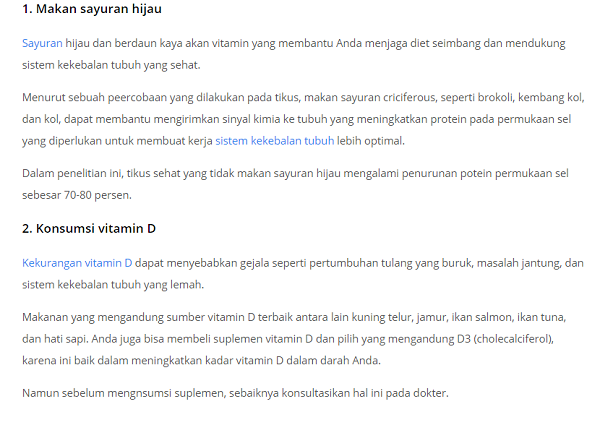 1. Makan sayuran hijau
Sayuran hijau dan berdaun kaya akan vitamin yang membantu Anda menjaga diet seimbang dan mendukung
sistem kekebalan tubuh yang sehat.
Menurut sebuah peercobaan yang dilakukan pada tikus, makan sayuran criciferous, seperti brokoli, kembang kol,
dan kol, dapat membantu mengirimkan sinyal kimia ke tubuh yang meningkatkan protein pada permukaan sel
yang diperlukan untuk membuat kerja sistem kekebalan tubuh lebih optimal.
Dalam penelitian ini, tikus sehat yang tidak makan sayuran hijau mengalami penurunan potein permukaan sel
sebesar 70-80 persen.
2. Konsumsi vitamin D
Kekurangan vitamin D dapat menyebabkan gejala seperti pertumbuhan tulang yang buruk, masalah jantung, dan
sistem kekebalan tubuh yang lemah.
Makanan yang mengandung sumber vitamin D terbaik antara lain kuning telur, jamur, ikan salmon, ikan tuna,
dan hati sapi. Anda juga bisa membeli suplemen vitamin D dan pilih yang mengandung D3 (cholecalciferol),
karena ini baik dalam meningkatkan kadar vitamin D dalam darah Anda.
Namun sebelum mengnsumsi suplemen, sebaiknya konsultasikan hal ini pada dokter.